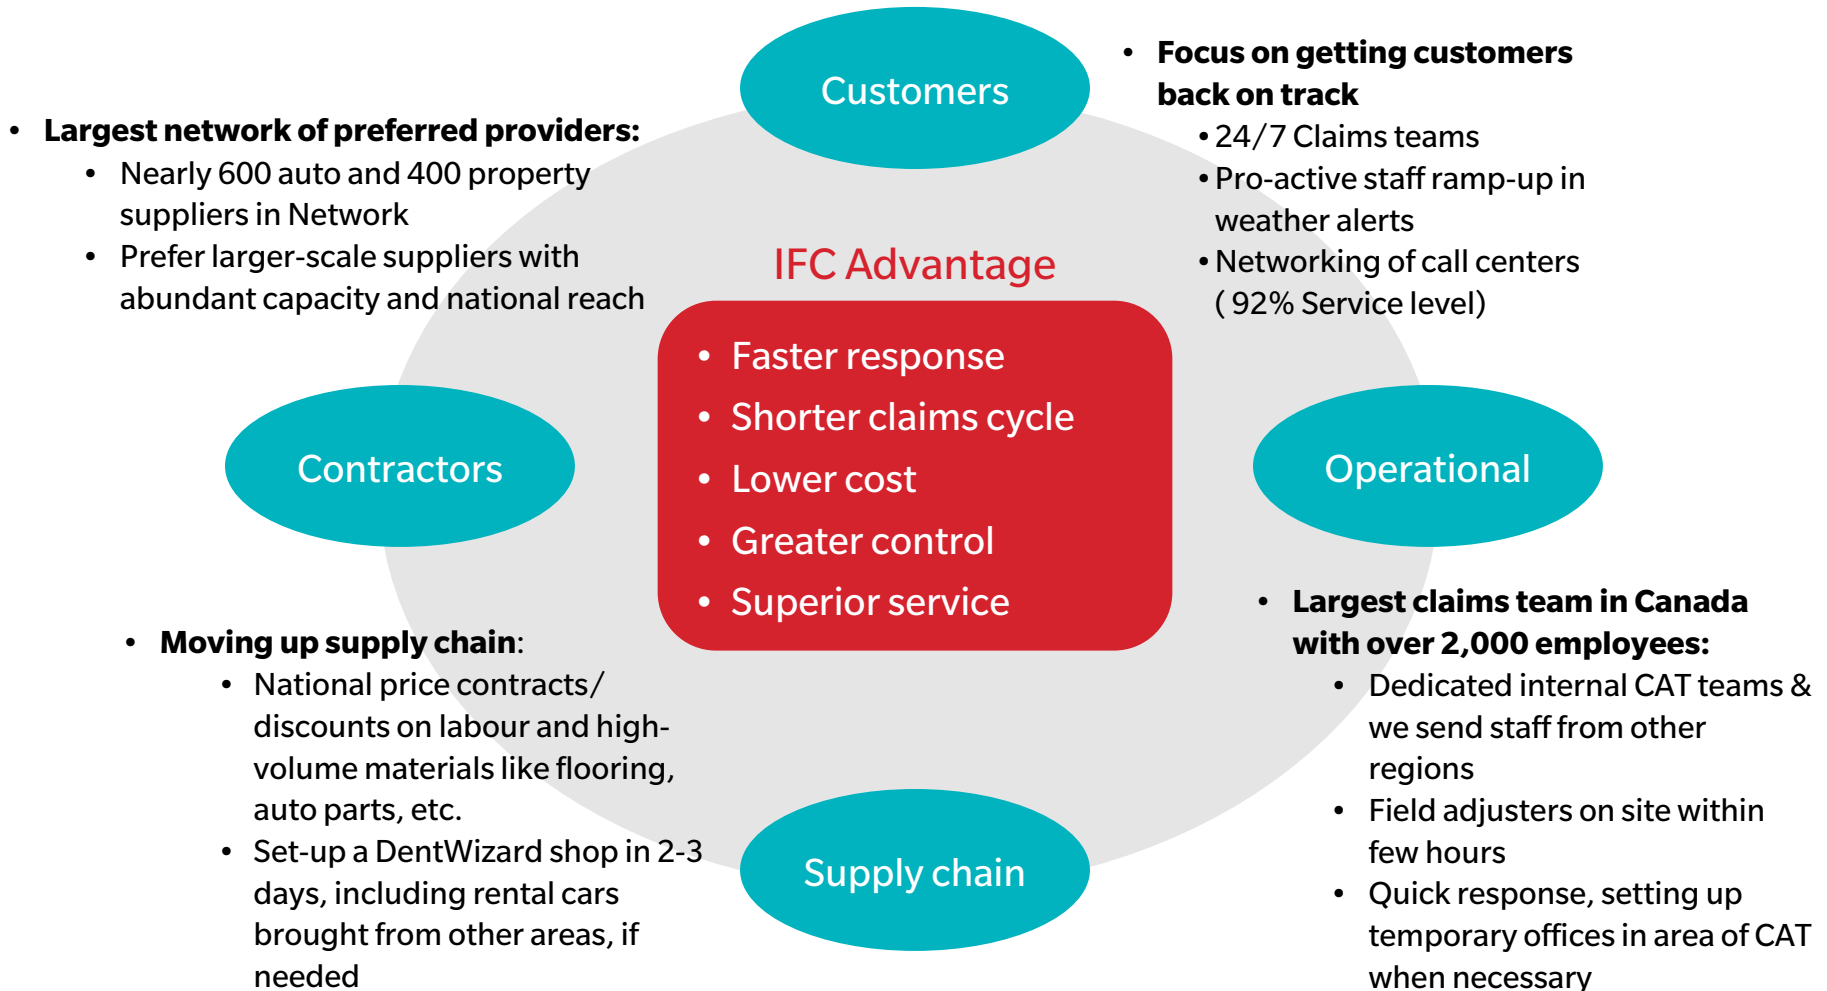 Customers
• Focus on getting customers
back on track
• 24/7 Claims teams
• Pro-active staff ramp-up in
weather alerts
• Networking of call centers
( 92% Service level)
• Largest network of preferred providers:
• Nearly 600 auto and 400 property
suppliers in Network
• Prefer larger-scale suppliers with
abundant capacity and national reach
IFC Advantage
• Faster response
• Shorter claims cycle
• Lower cost
• Greater control
• Superior service
Contractors
Operational
• Moving up supply chain:
• National price contracts/
discounts on labour and high-
volume materials like flooring,
auto parts, etc.
• Set-up a DentWizard shop in 2-3
days, including rental cars
brought from other areas, if
needed
Supply chain
• Largest claims team in Canada
with over 2,000 employees:
• Dedicated internal CAT teams &
we send staff from other
regions
• Field adjusters on site within
few hours
• Quick response, setting up
temporary offices in area of CAT
when necessary